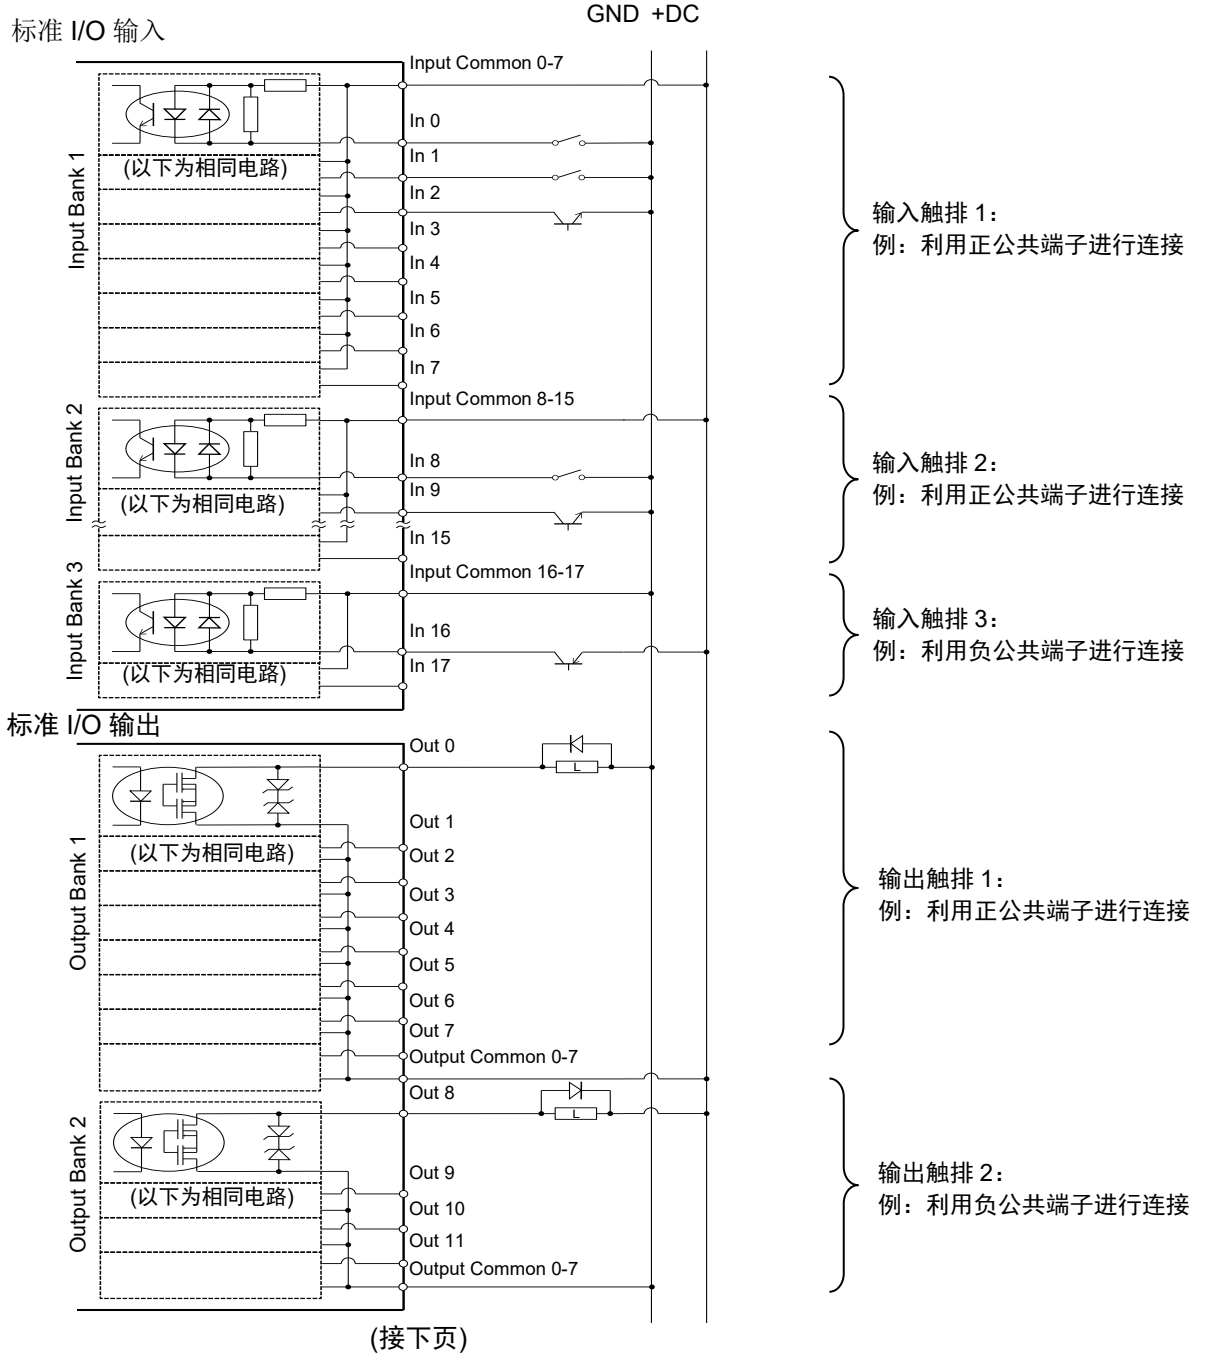 GND +DC
标准 I/O 输入
Input Common 0-7
In 0
In 1
(以下为相同电路)
In 2
In 3
In 4
In 5
In 6
In 7
Input Bank 1
输入触排 1：
例：利用正公共端子进行连接
Input Common 8-15
In 8
In 9
(以下为相同电路)
In 15
Input Bank 2
输入触排 2：
例：利用正公共端子进行连接
Input Common 16-17
In 16
In 17
(以下为相同电路)
Input Bank 3
输入触排 3：
例：利用负公共端子进行连接
标准 I/O 输出
Out 0
L
Out 1
(以下为相同电路)
Out 2
Out 3
Out 4
Out 5
Out 6
Out 7
Output Common 0-7
Output Bank 1
输出触排 1：
例：利用正公共端子进行连接
Out 8
L
Out 9
(以下为相同电路)
Out 10
Out 11
Output Common 0-7
Output Bank 2
输出触排 2：
例：利用负公共端子进行连接
(接下页)